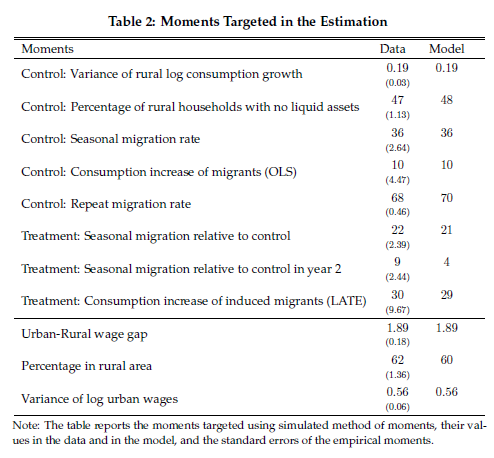 Table 2: Moments Targeted in the Estimation
Moments Data Model
Control: Variance of rural log consumption growth 0.19 0.19
(0.03)
Control: Percentage of rural households with no liquid assets 47 48
(1.13)
Control: Seasonal migration rate 36 36
(2.64)
Control: Consumption increase of migrants (OLS) 10 10
(4.47)
Control: Repeat migration rate 68 70
(0.46)
Treatment: Seasonal migration relative to control 22 21
(2.39)
Treatment: Seasonal migration relative to control in year 2 9 4
(2.44)
Treatment: Consumption increase of induced migrants (LATE) 30 29
(9.67)
Urban-Rural wage gap 1.89 1.89
(0.18)
Percentage in rural area 62 60
(1.36)
Variance of log urban wages 0.56 0.56
(0.06)
Note: The table reports the moments targeted using simulated method of moments, their val-
ues in the data and in the model, and the standard errors of the empirical moments.